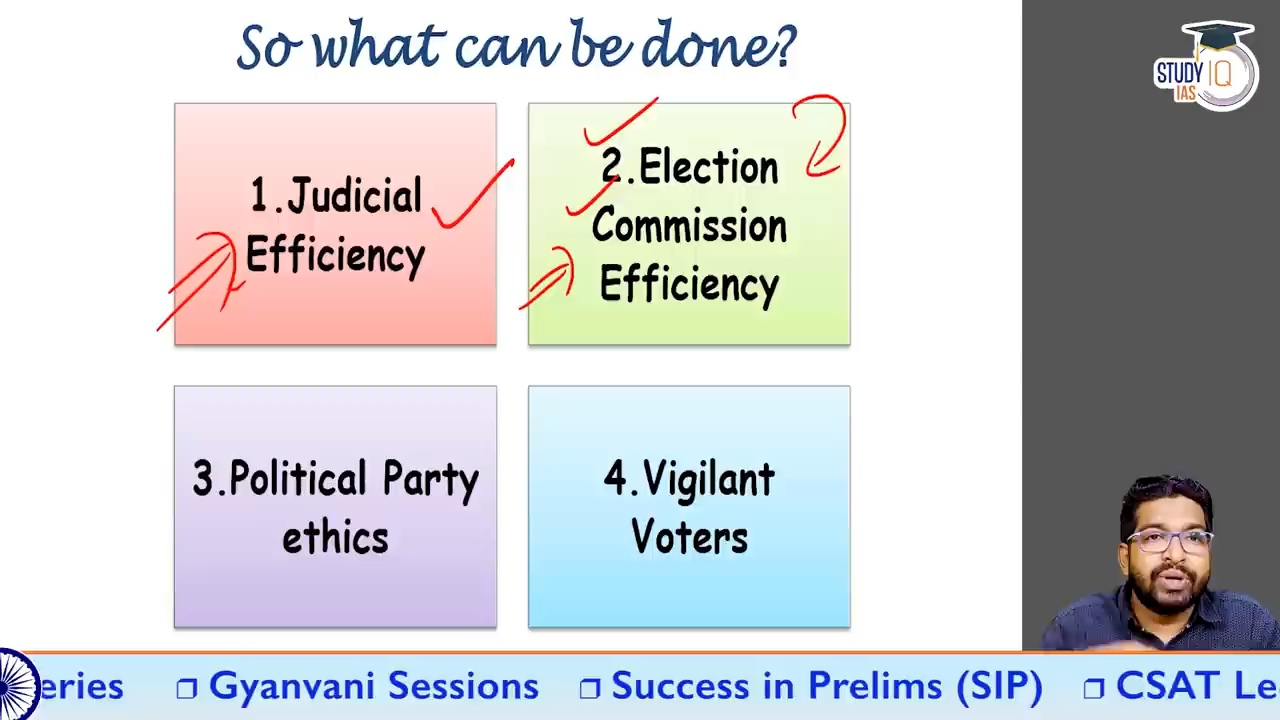 So what can be done?
STUDY IQ
IAS
1.Judicial
Efficiency
2.Election
Commission
Efficiency
3.Political Party
ethics
4.Vigilant
Voters
eries ❐ Gyanvani Sessions ❐ Success in Prelims (SIP) ❐ CSAT Le